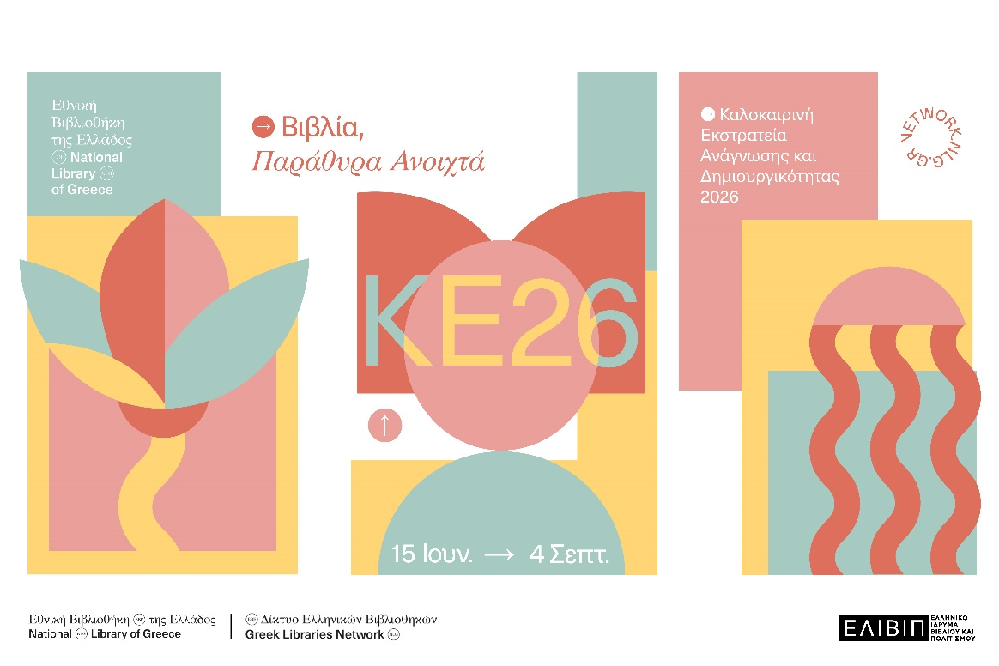 Εθνική
Βιβλιοθήκη
της Ελλάδος
National
Library
of Greece
Βιβλία,
Παράθυρα Ανοιχτά
Καλοκαιρινή
Εκστρατεία
Ανάγνωσης και
Δημιουργικότητας
2026
NETWORK.NLG.GR
ΚΕ26
15 Ιουν. → 4 Σεπτ.
Εθνική Βιβλιοθήκη της Ελλάδος
National Library of Greece
Δίκτυο Ελληνικών Βιβλιοθηκών
Greek Libraries Network
ΕΛΙΒΙΠ
ΕΛΛΗΝΙΚΟ
ΙΔΡΥΜΑ
ΒΙΒΛΙΟΥ ΚΑΙ
ΠΟΛΙΤΙΣΜΟΥ